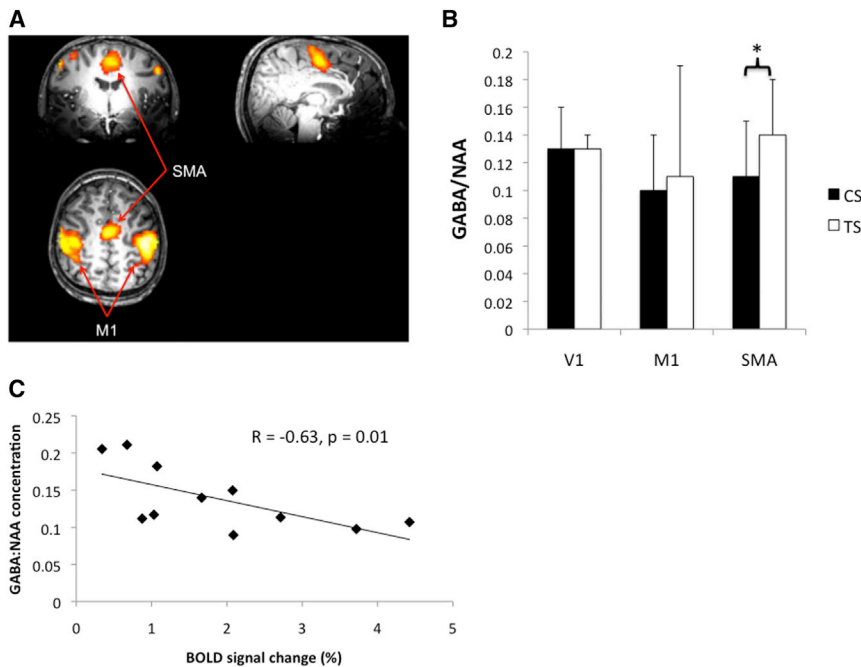 A
SMA
M1
B
0.2
0.18
0.16
0.14
0.12
0.1
0.08
0.06
0.04
0.02
0
GABA/NAA
*
CS
TS
V1 M1 SMA
C
0.25
0.2
0.15
0.1
0.05
0
GABA:NAA concentration
R = -0.63, p = 0.01
0 1 2 3 4 5
BOLD signal change (%)